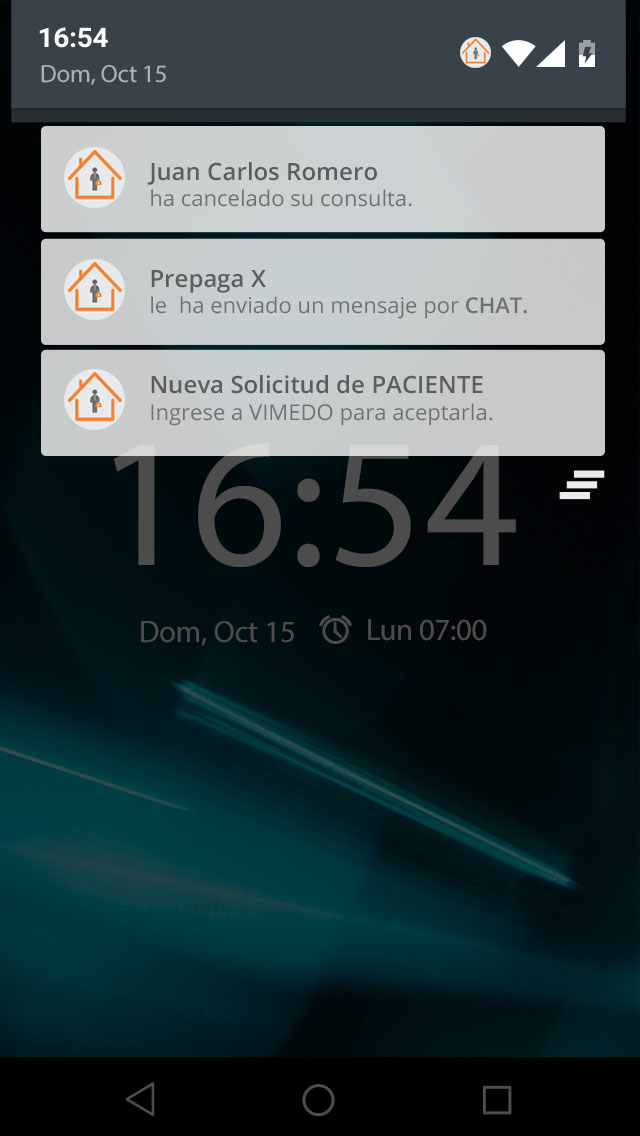 16:54
Dom, Oct 15
Juan Carlos Romero
ha cancelado su consulta.
Prepaga X
le  ha enviado un mensaje por CHAT.
Nueva Solicitud de PACIENTE
Ingrese a VIMEDO para aceptarla.
16:54
Dom, Oct 15 Lun 07:00